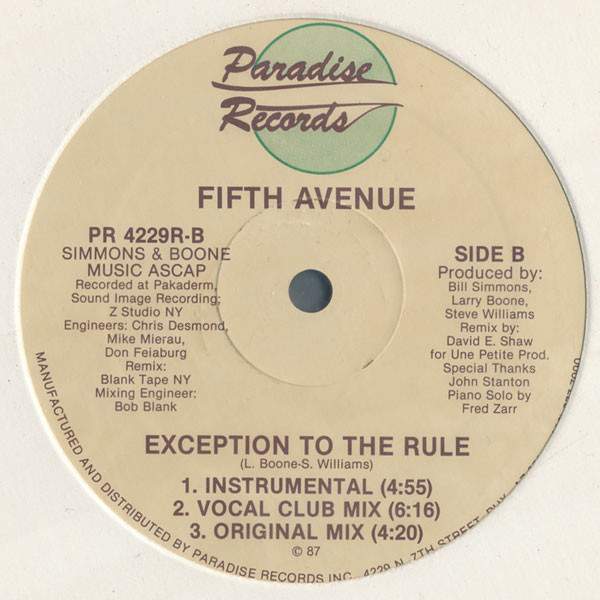 Paradise
Records
FIFTH AVENUE
PR 4229R-B
SIMMONS & BOONE
MUSIC ASCAP
Recorded at Pakaderm,
Sound Image Recording;
Z Studio NY
Engineers: Chris Desmond,
Mike Mierau,
Don Feiaburg
Remix:
Blank Tape NY
Mixing Engineer:
Bob Blank
SIDE B
Produced by:
Bill Simmons,
Larry Boone,
Steve Williams
Remix by:
David E. Shaw
for Une Petite Prod.
Special Thanks
John Stanton
Piano Solo by
Fred Zarr
EXCEPTION TO THE RULE
(L. Boone-S. Williams)
1. INSTRUMENTAL (4:55)
2. VOCAL CLUB MIX (6:16)
3. ORIGINAL MIX (4:20)
© 87
MANUFACTURED AND DISTRIBUTED BY PARADISE RECORDS INC. 4229 N. 7TH STREET,